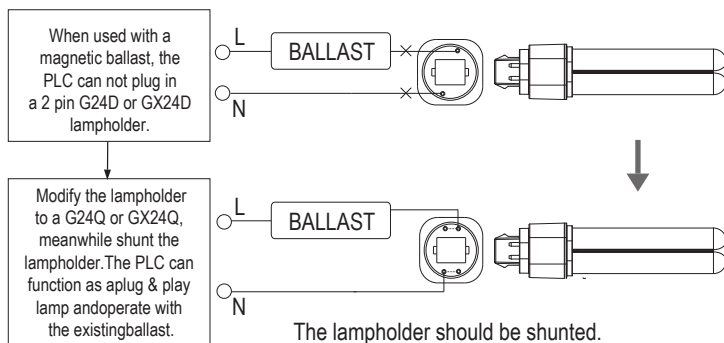 When used with a
magnetic ballast, the
PLC can not plug in
a 2 pin G24D or GX24D
lampholder.
L
BALLAST
N
Modify the lampholder
to a G24Q or GX24Q,
meanwhile shunt the
lampholder.The PLC can
function as aplug & play
lamp andoperate with
the existingballast.
L
BALLAST
N
The lampholder should be shunted.